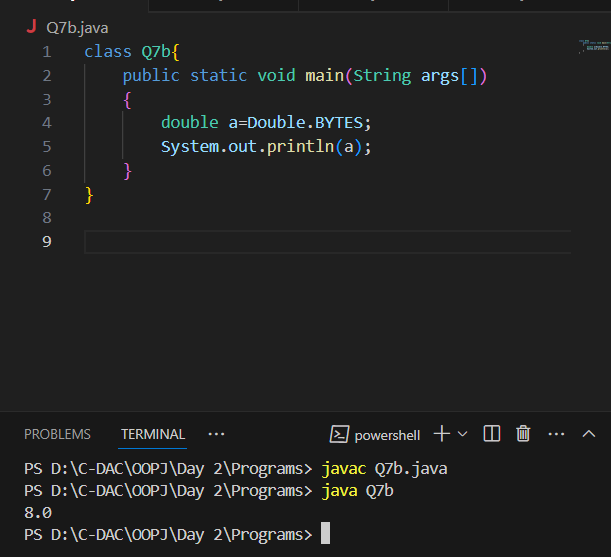 J Q7b.java
1 class Q7b{
2     public static void main(String args[])
3     {
4         double a=Double.BYTES;
5         System.out.println(a);
6     }
7 }
8
9
PROBLEMS TERMINAL ··· powershell
PS D:\C-DAC\OOPJ\Day 2\Programs> javac Q7b.java
PS D:\C-DAC\OOPJ\Day 2\Programs> java Q7b
8.0
PS D:\C-DAC\OOPJ\Day 2\Programs>